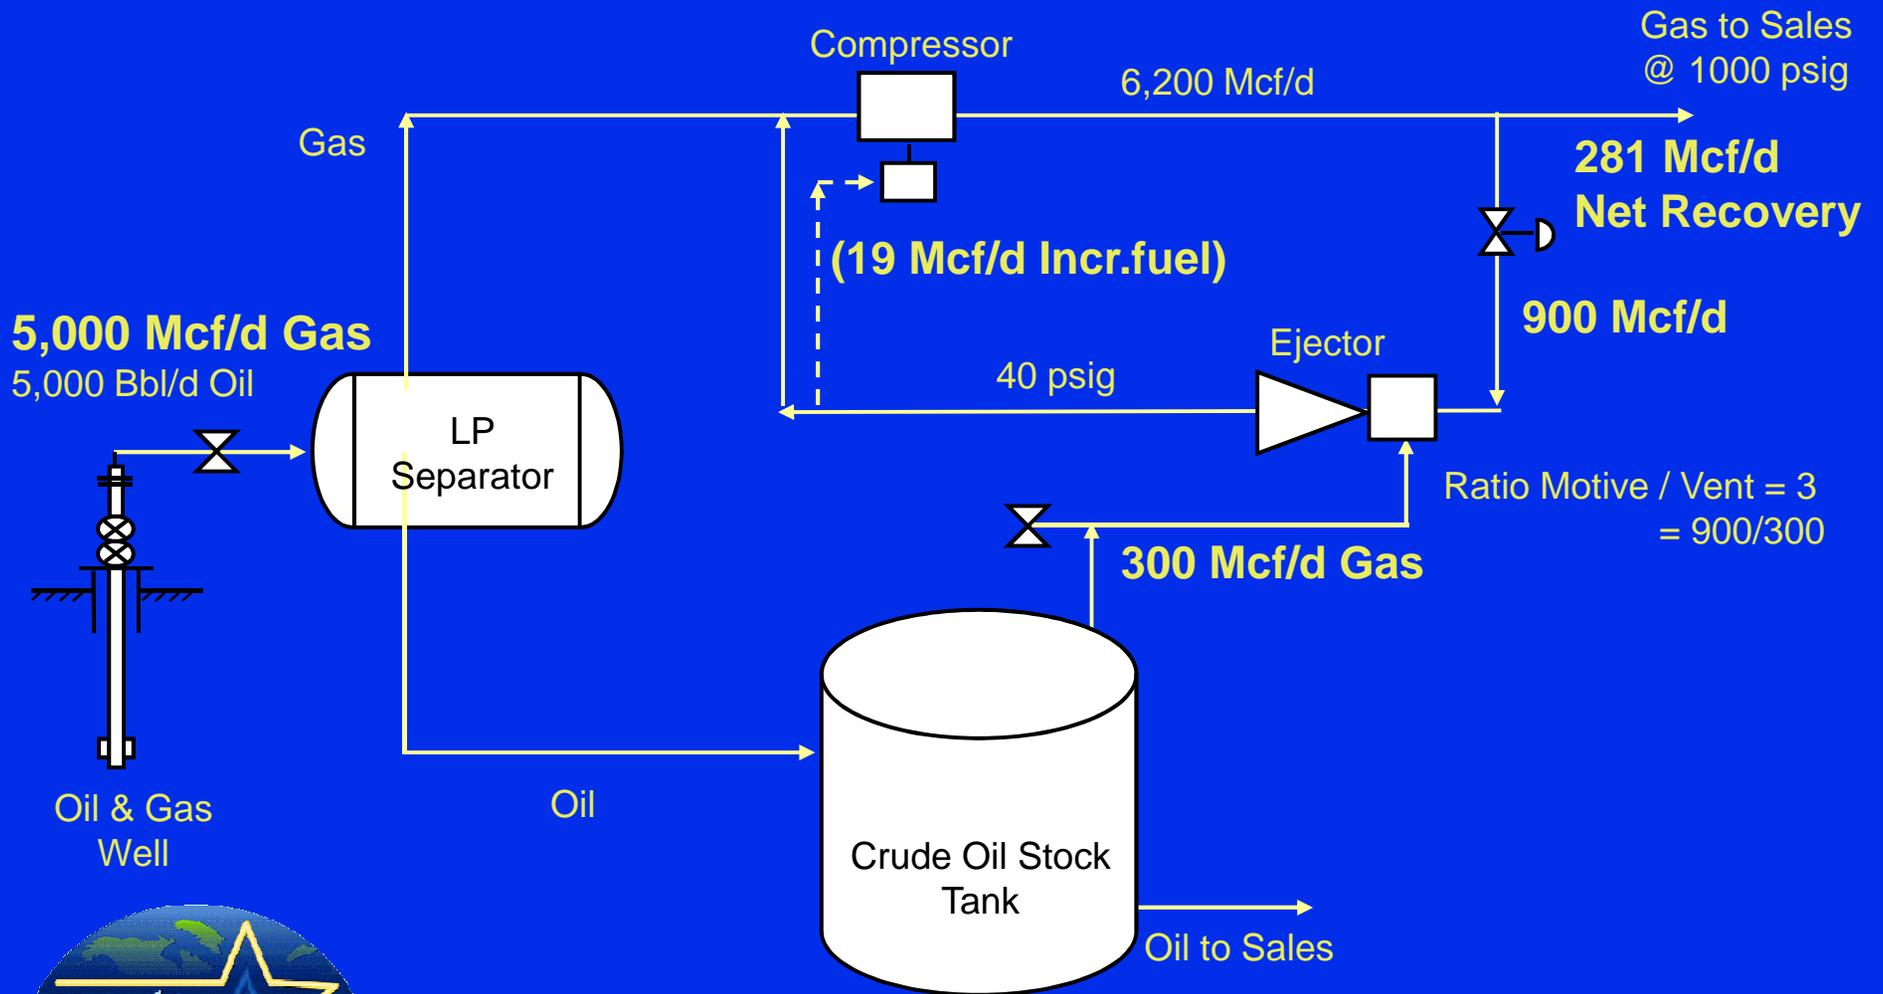 Gas to Sales
@ 1000 psig
Compressor
6,200 Mcf/d
Gas
281 Mcf/d
Net Recovery
(19 Mcf/d Incr.fuel)
900 Mcf/d
5,000 Mcf/d Gas
5,000 Bbl/d Oil
Ejector
40 psig
LP
Separator
Ratio Motive / Vent = 3
= 900/300
300 Mcf/d Gas
Oil & Gas
Well
Oil
Crude Oil Stock
Tank
Oil to Sales